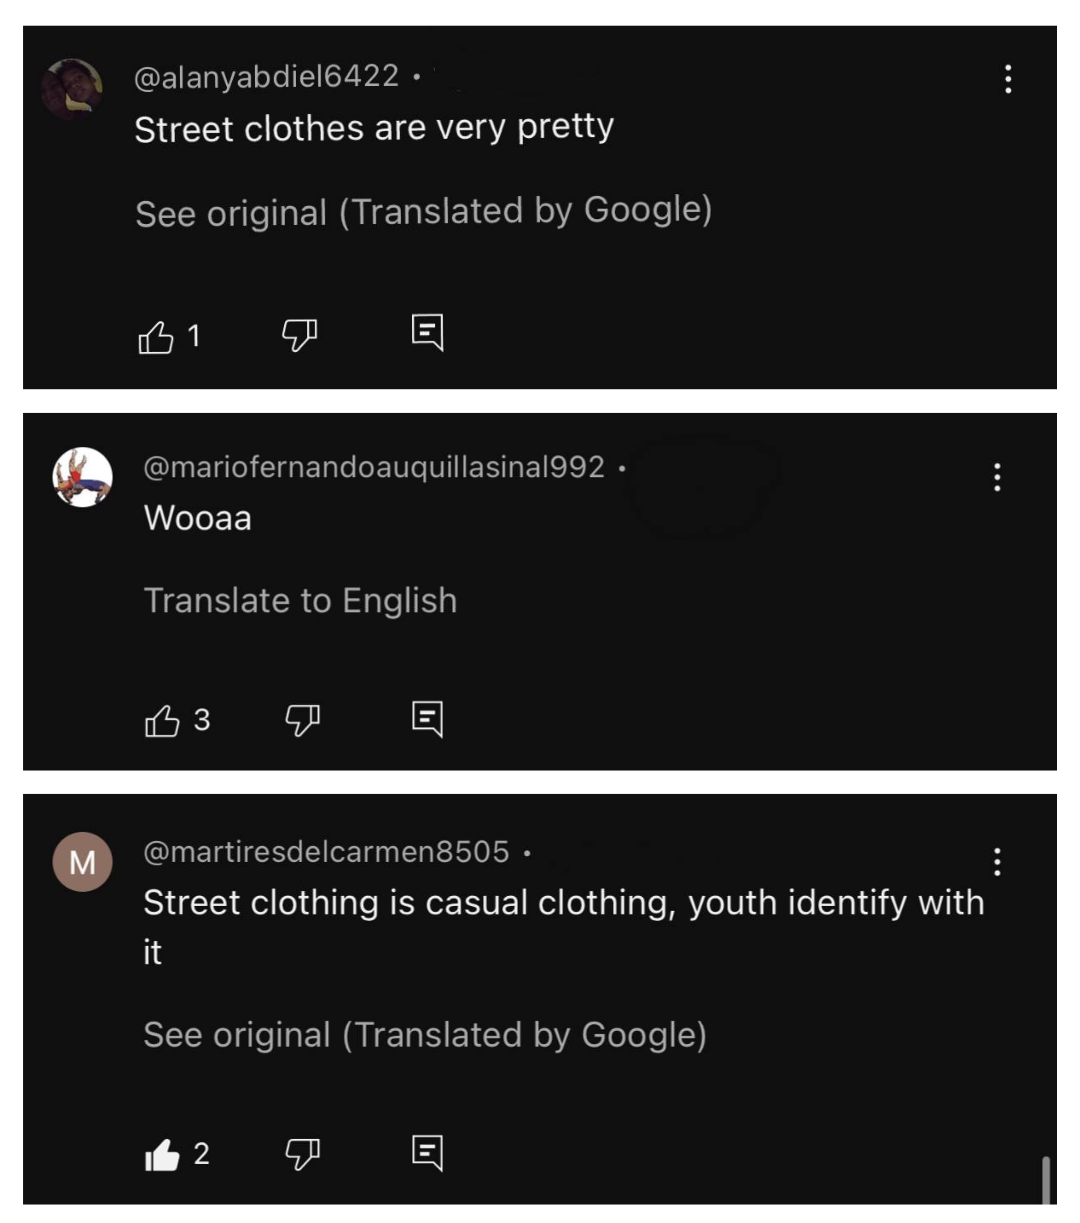 @alanyabdiel6422 •
Street clothes are very pretty
See original (Translated by Google)
1
@mariofernandoauquillasinal992 •
Wooaa
Translate to English
3
M
@martiresdelcarmen8505 •
Street clothing is casual clothing, youth identify with
it
See original (Translated by Google)
2